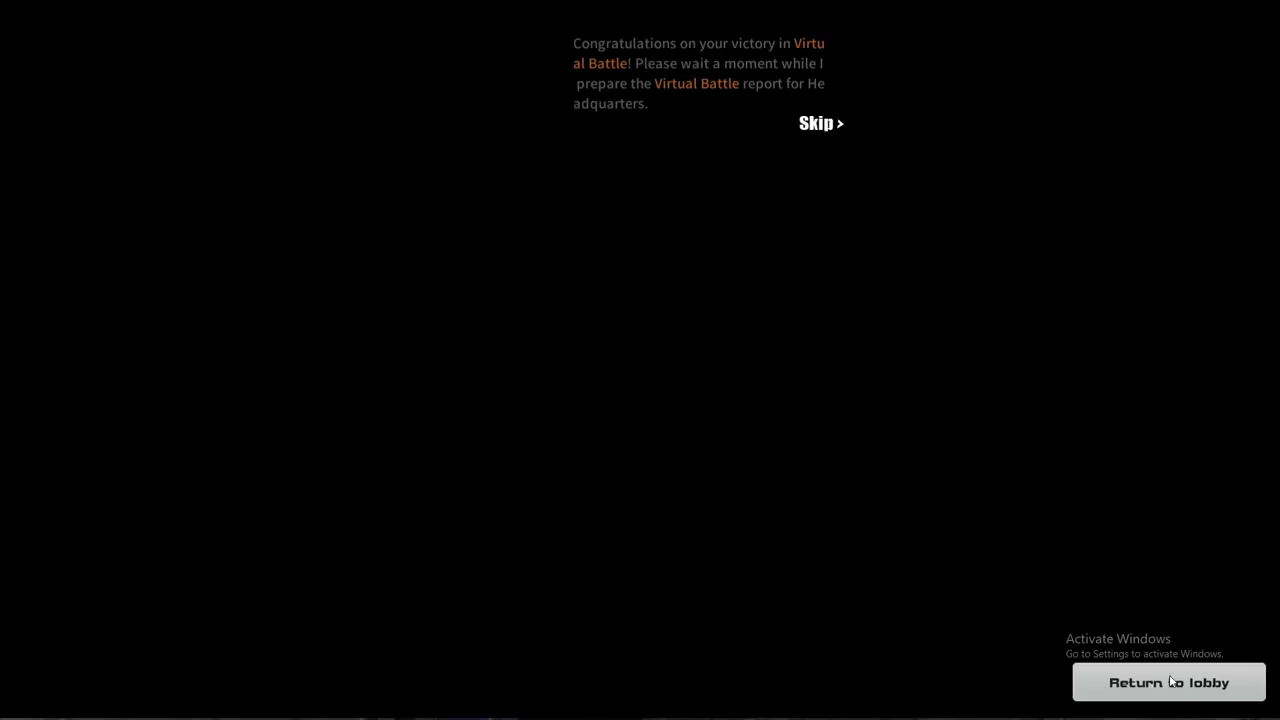 Congratulations on your victory in Virtu
al Battle! Please wait a moment while I
prepare the Virtual Battle report for He
adquarters.
Skip >
Activate Windows
Go to Settings to activate Windows.
Return to lobby